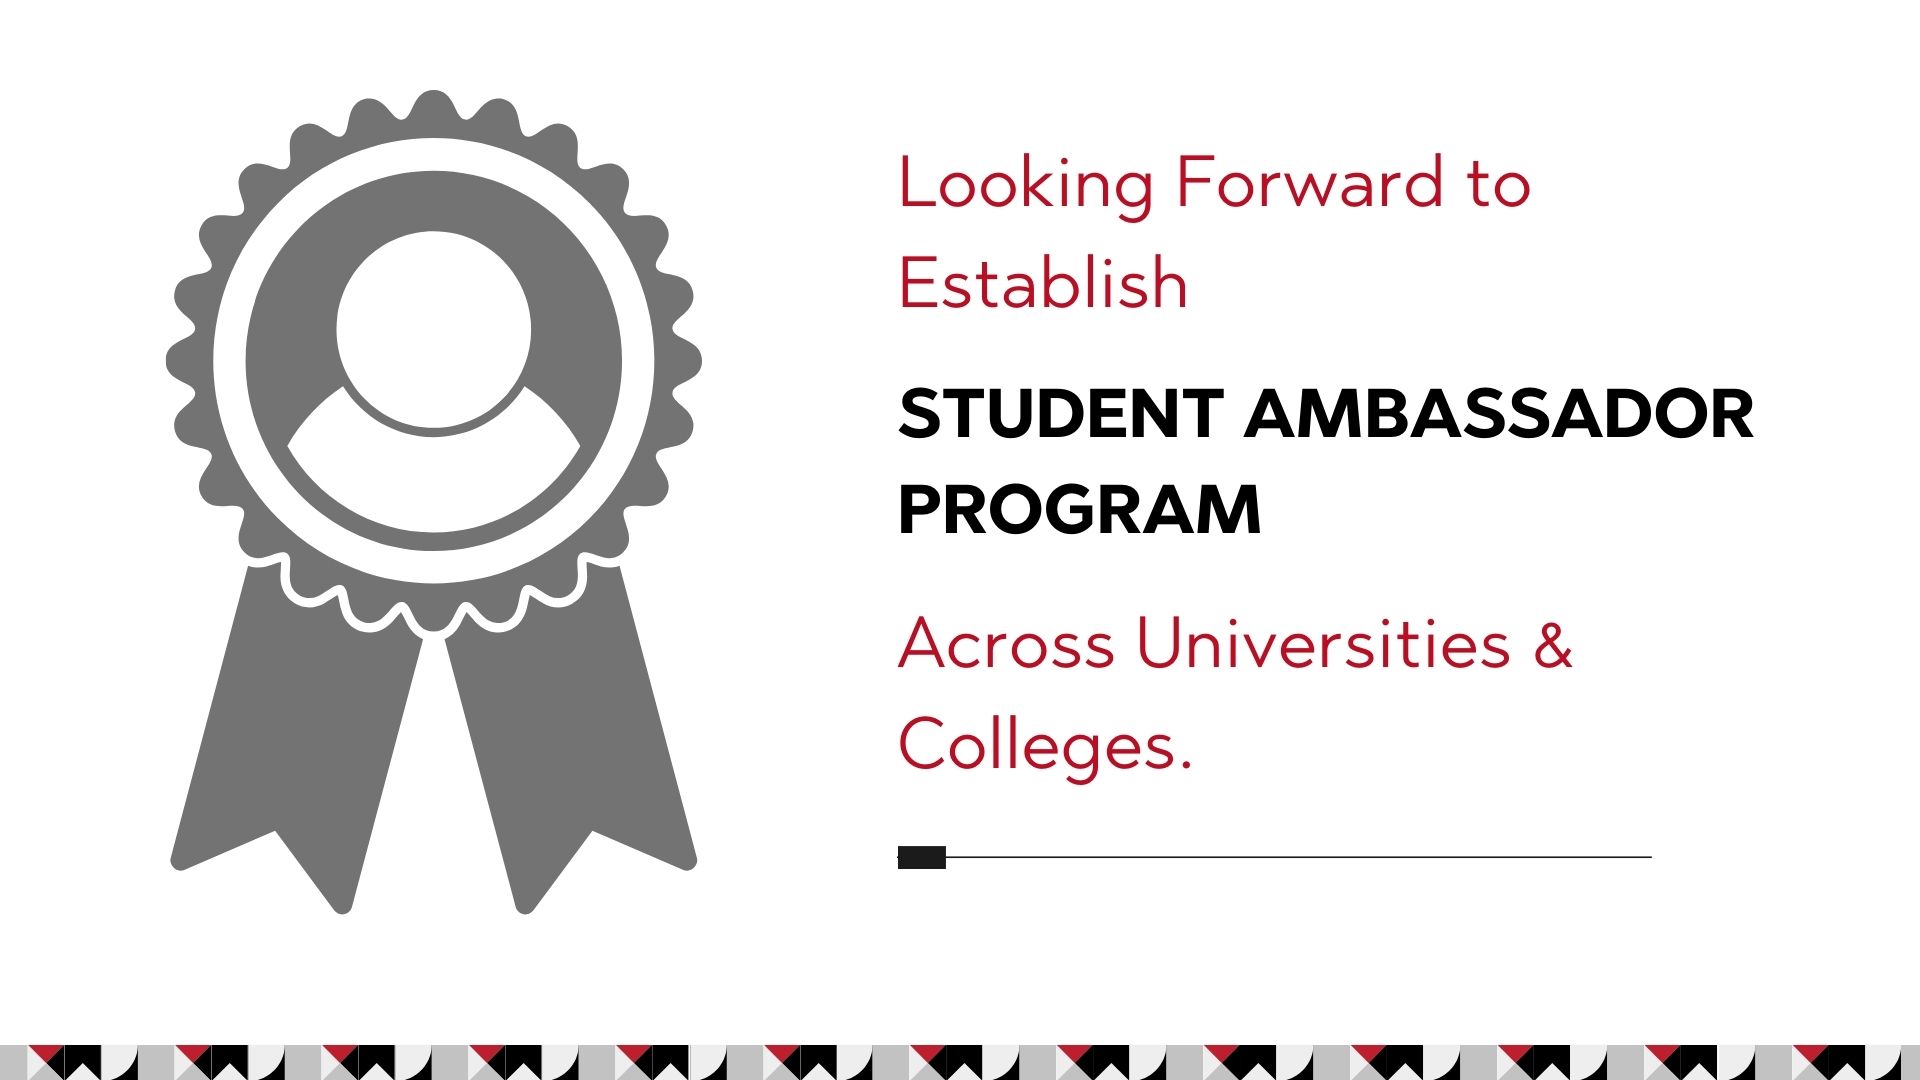 Looking Forward to
Establish
STUDENT AMBASSADOR
PROGRAM
Across Universities &
Colleges.